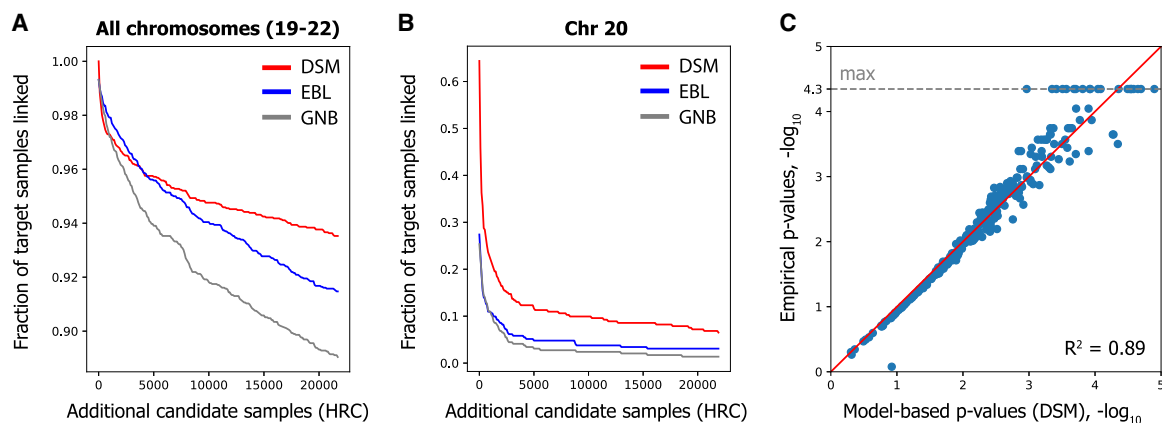 A
All chromosomes (19-22)
Fraction of target samples linked
1.00
0.98
0.96
0.94
0.92
0.90
DSM
EBL
GNB
0
5000
10000
15000
20000
Additional candidate samples (HRC)
B
Chr 20
Fraction of target samples linked
0.6
0.5
0.4
0.3
0.2
0.1
0.0
DSM
EBL
GNB
0
5000
10000
15000
20000
Additional candidate samples (HRC)
C
Empirical p-values, -log10
5
4.3
4
3
2
1
0
max
R² = 0.89
0
1
2
3
4
5
Model-based p-values (DSM), -log10